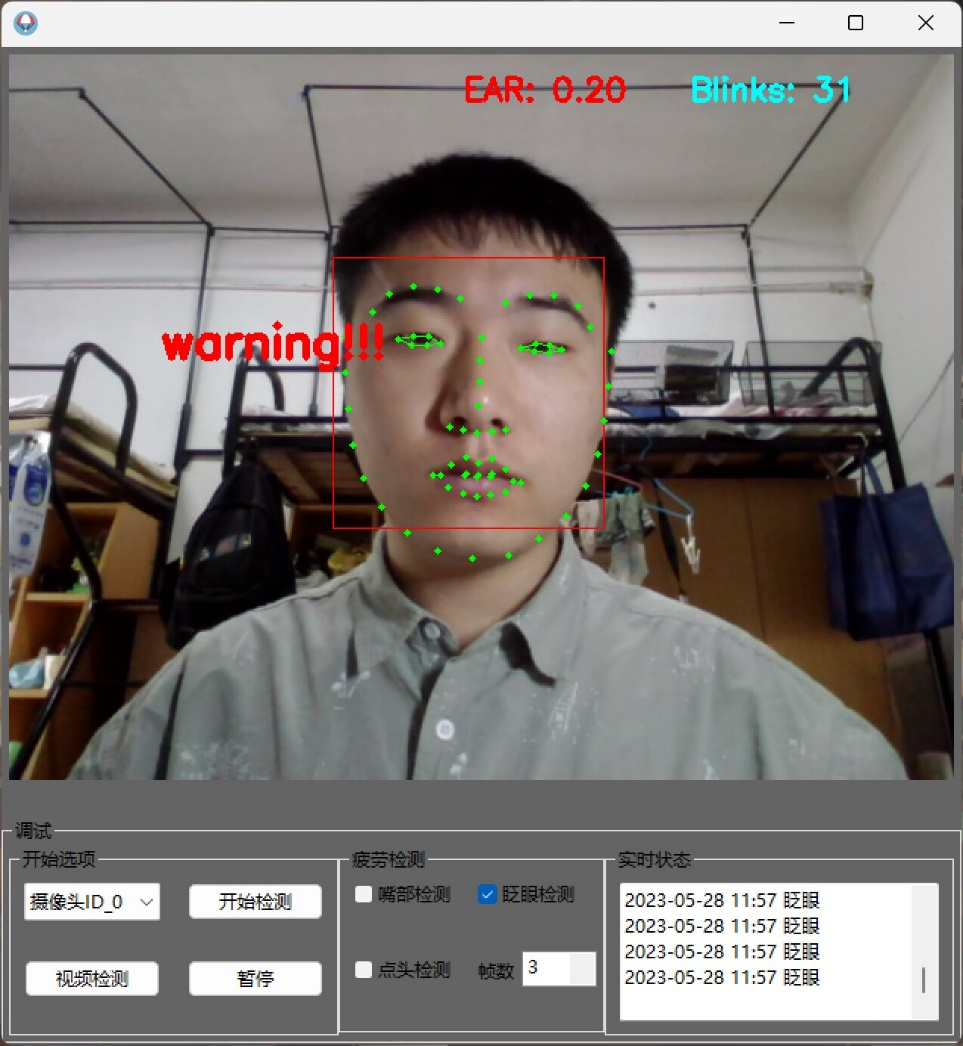 EAR: 0.20 Blinks: 31
warning!!!
调试
开始选项
摄像头ID_0 开始检测
视频检测 暂停
疲劳检测
嘴部检测 眨眼检测
点头检测 帧数 3
实时状态
2023-05-28 11:57 眨眼
2023-05-28 11:57 眨眼
2023-05-28 11:57 眨眼
2023-05-28 11:57 眨眼